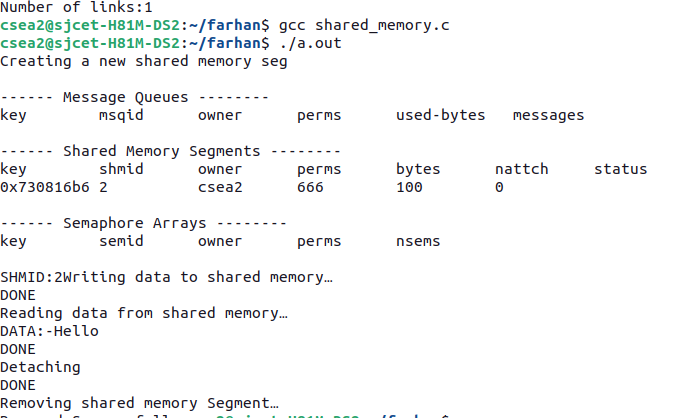 Number of links:1
csea2@sjcet-H81M-DS2:~/farhan$ gcc shared_memory.c
csea2@sjcet-H81M-DS2:~/farhan$ ./a.out
Creating a new shared memory seg
------ Message Queues --------
key        msqid      owner      perms      used-bytes   messages
------ Shared Memory Segments --------
key        shmid      owner      perms      bytes      nattch     status
0x730816b6 2          csea2      666        100        0
------ Semaphore Arrays --------
key        semid      owner      perms      nsems
SHMID:2Writing data to shared memory…
DONE
Reading data from shared memory…
DATA:-Hello
DONE
Detaching
DONE
Removing shared memory Segment…